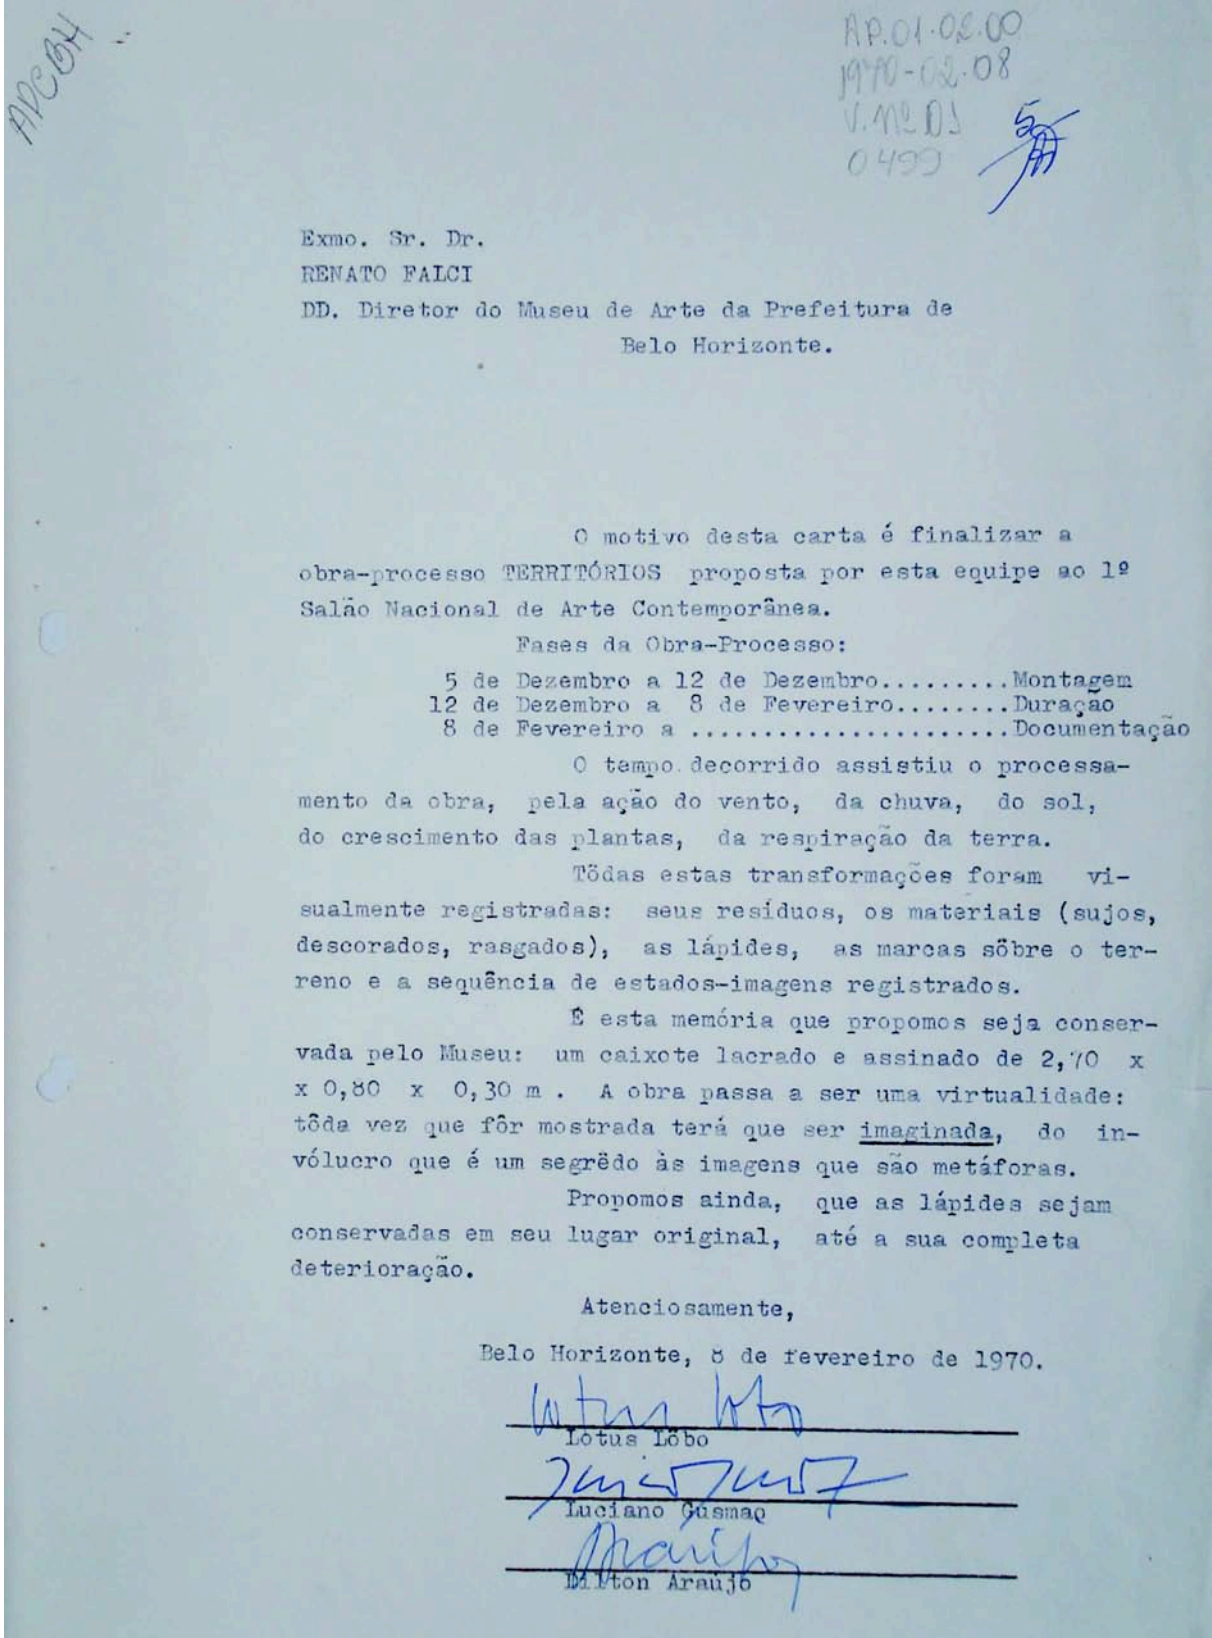 APCBH
AP.01.02.00
1970-02.08
V. Nº DJ
0499
Exmo. Sr. Dr.
RENATO FALCI
DD. Diretor do Museu de Arte da Prefeitura de
Belo Horizonte.
O motivo desta carta é finalizar a
obra-processo TERRITÓRIOS proposta por esta equipe ao 1º
Salão Nacional de Arte Contemporânea.
Fases da Obra-Processo:
5 de Dezembro a 12 de Dezembro..........Montagem
12 de Dezembro a 8 de Fevereiro........Duração
8 de Fevereiro a ......................Documentação
O tempo decorrido assistiu o processa-
mento da obra, pela ação do vento, da chuva, do sol,
do crescimento das plantas, da respiração da terra.
Tôdas estas transformações foram vi-
sualmente registradas: seus resíduos, os materiais (sujos,
descorados, rasgados), as lápides, as marcas sôbre o ter-
reno e a sequência de estados-imagens registrados.
É esta memória que propomos seja conser-
vada pelo Museu: um caixote lacrado e assinado de 2,70 x
x 0,80 x 0,30 m . A obra passa a ser uma virtualidade:
tôda vez que fôr mostrada terá que ser imaginada, do in-
vólucro que é um segrêdo às imagens que são metáforas.
Propomos ainda, que as lápides sejam
conservadas em seu lugar original, até a sua completa
deterioração.
Atenciosamente,
Belo Horizonte, 8 de fevereiro de 1970.
Lotus Lobo
Lotus Lôbo
Luciano Gusmão
Dilton Araújo